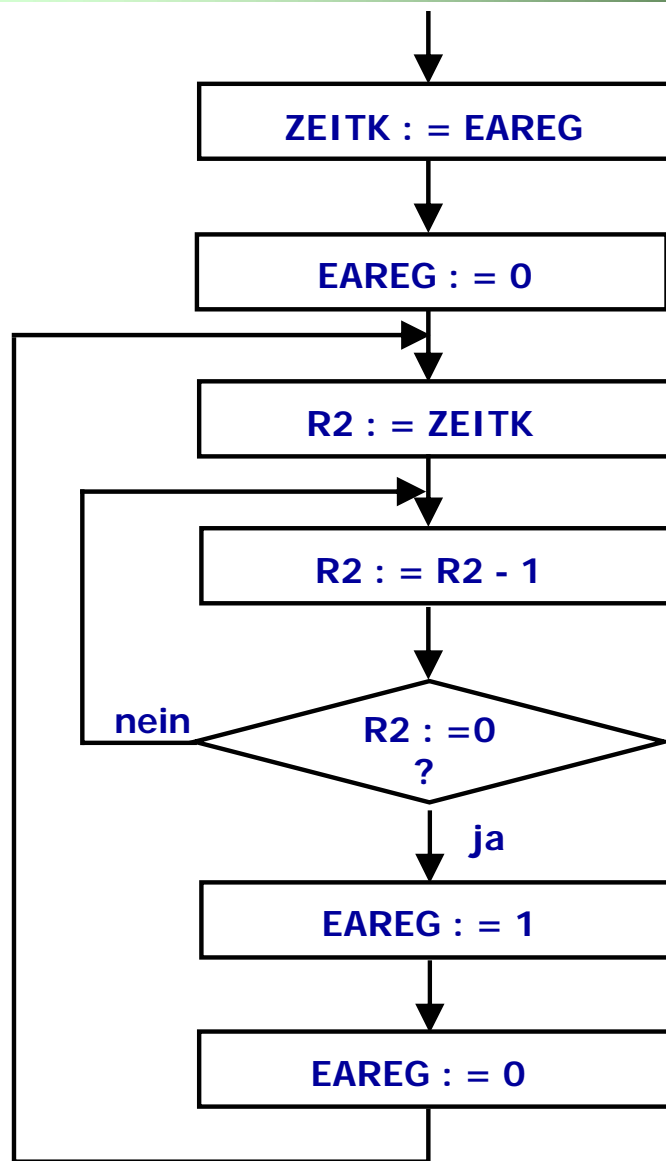 ZEITK : = EAREG
EAREG : = 0
R2 : = ZEITK
R2 : = R2 - 1
nein
R2 : =0
?
ja
EAREG : = 1
EAREG : = 0